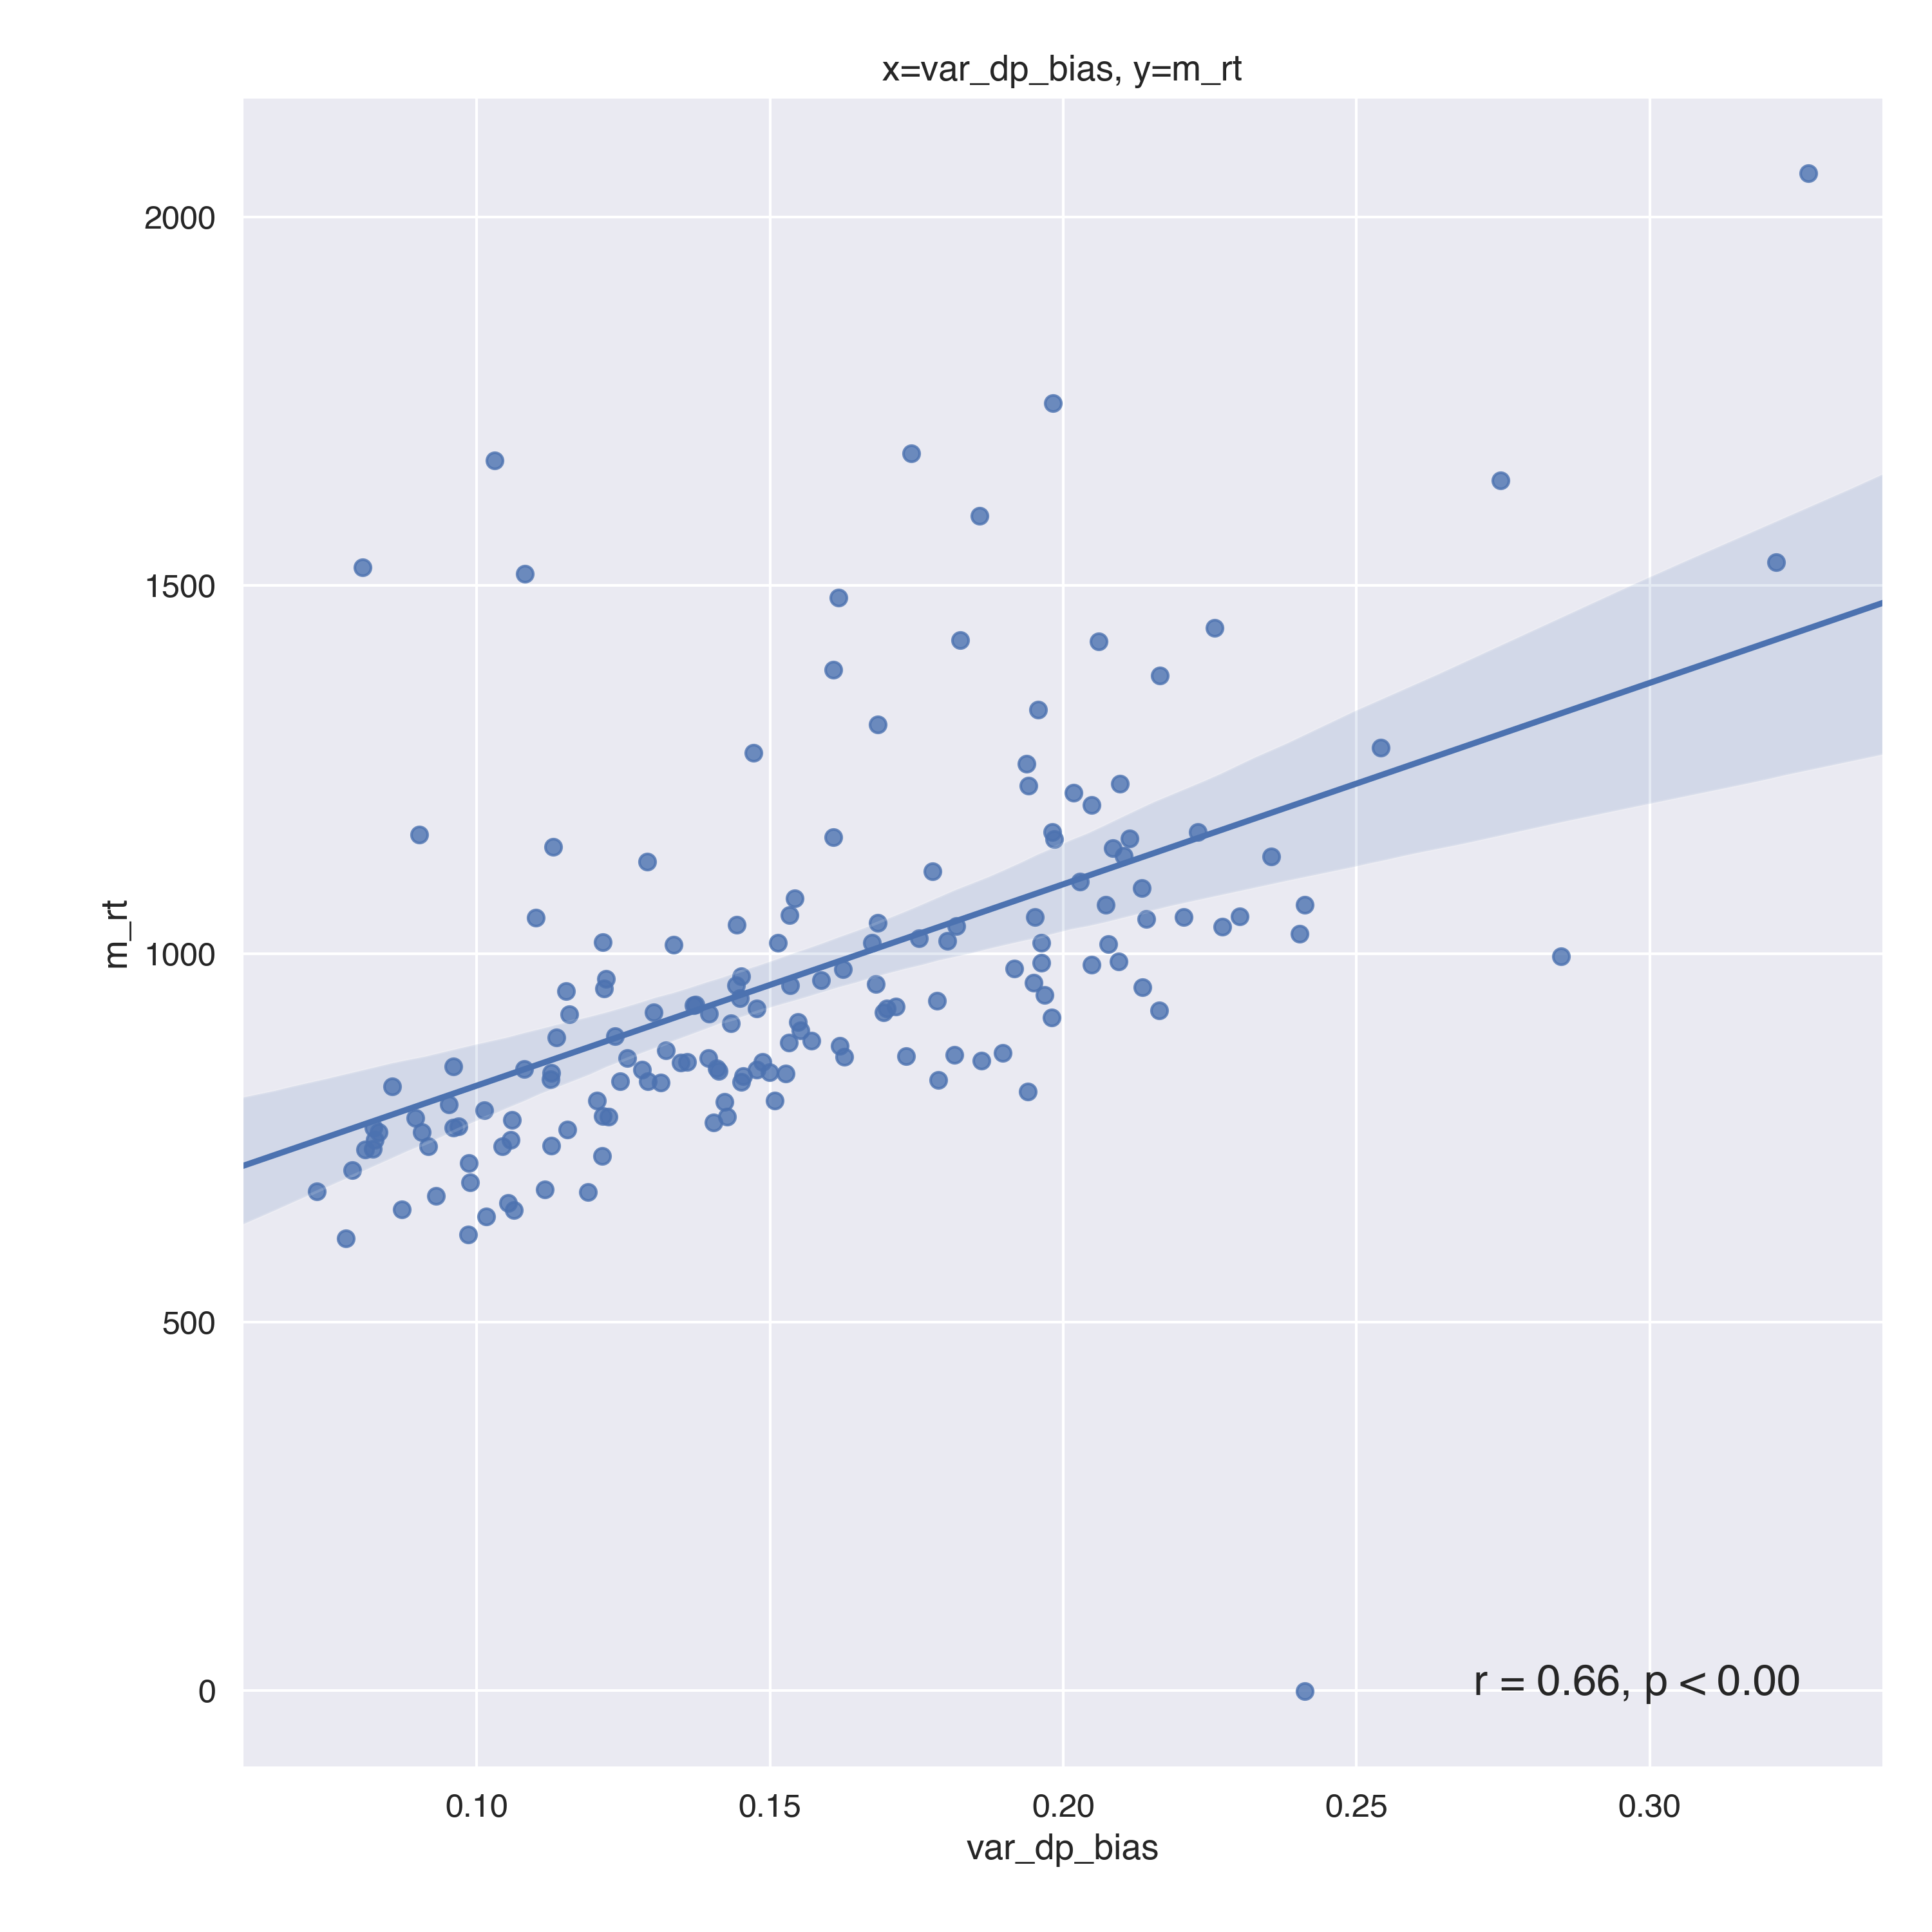 x=var_dp_bias, y=m_rt
2000
1500
1000
500
0
m_rt
r = 0.66, p < 0.00
0.10 0.15 0.20 0.25 0.30
var_dp_bias